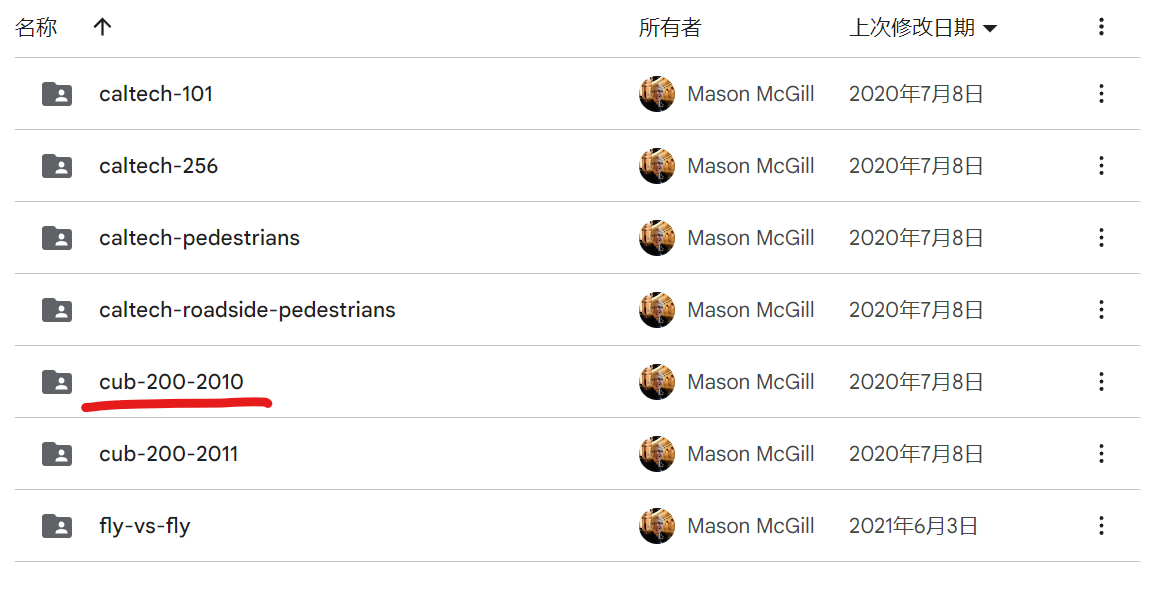 名称 所有者 上次修改日期
caltech-101 Mason McGill 2020年7月8日
caltech-256 Mason McGill 2020年7月8日
caltech-pedestrians Mason McGill 2020年7月8日
caltech-roadside-pedestrians Mason McGill 2020年7月8日
cub-200-2010 Mason McGill 2020年7月8日
cub-200-2011 Mason McGill 2020年7月8日
fly-vs-fly Mason McGill 2021年6月3日